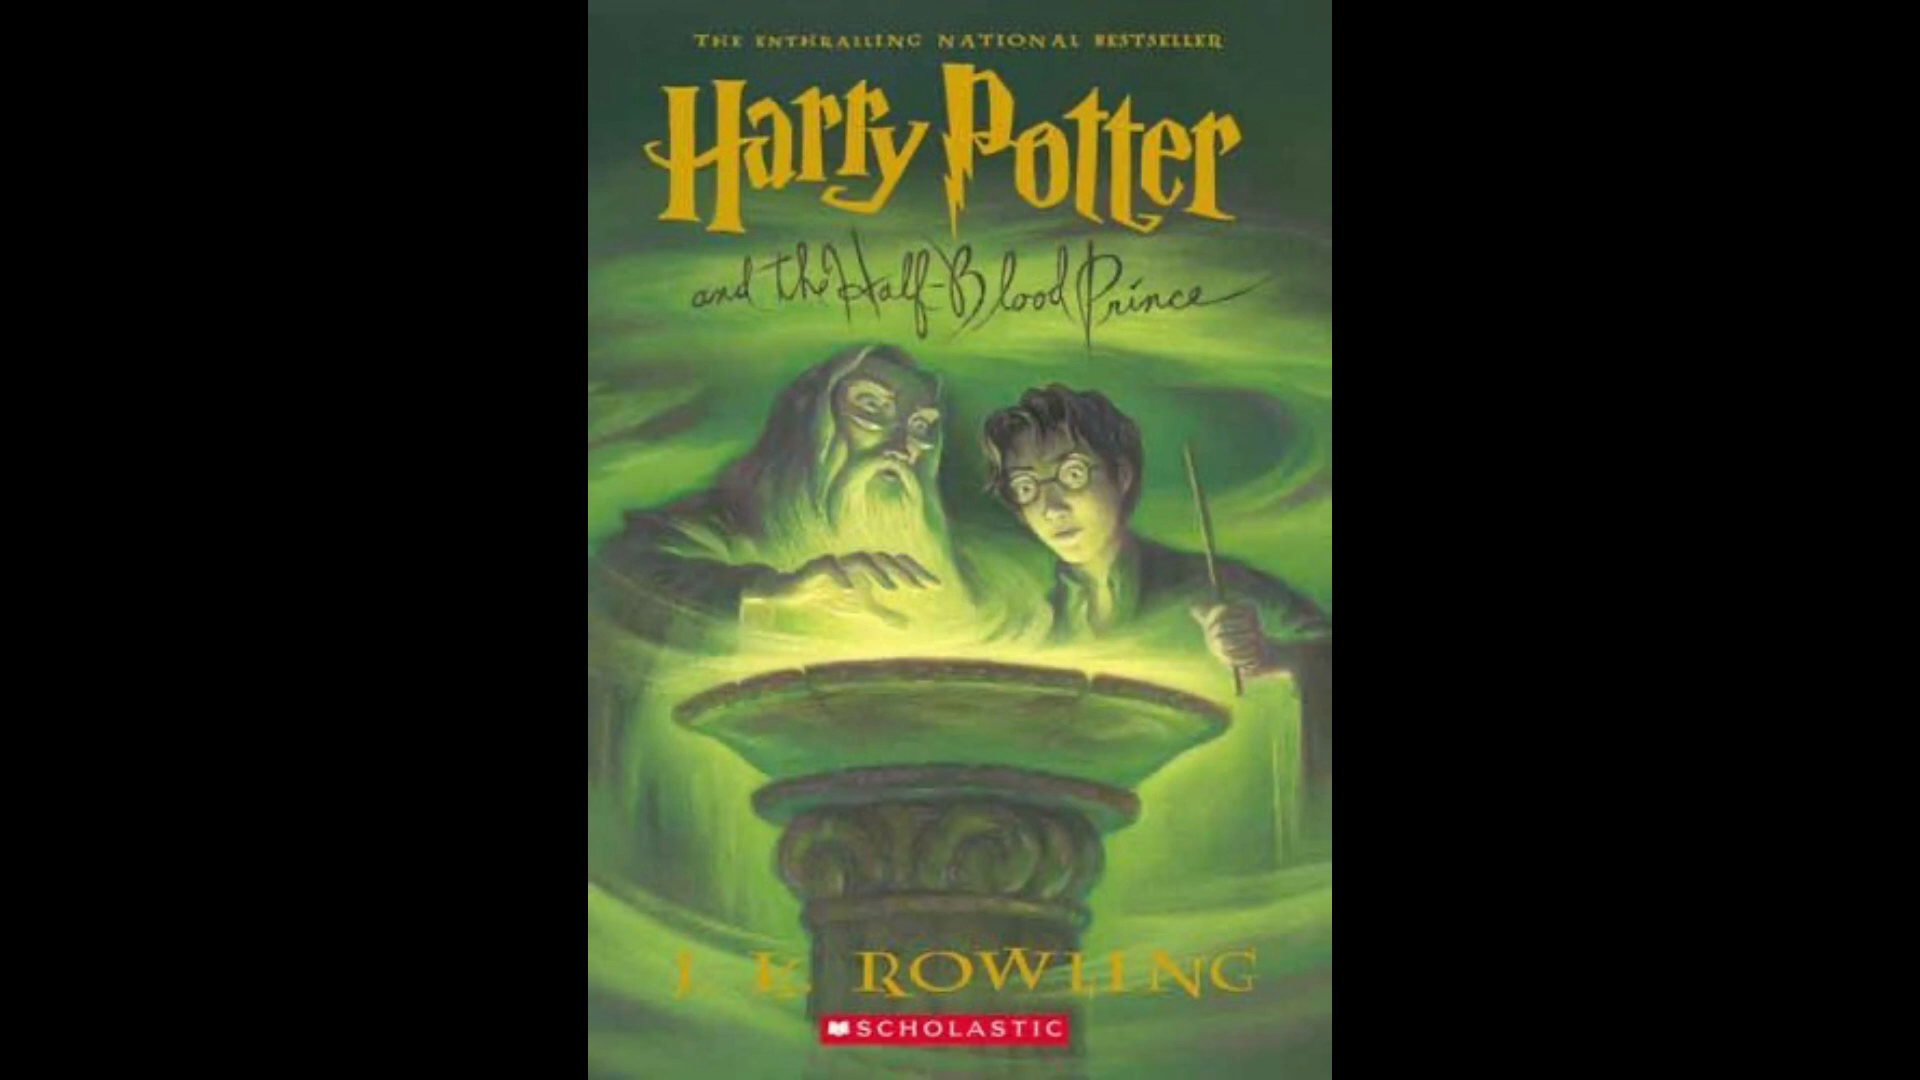 THE ENTHRALLING NATIONAL BESTSELLER
Harry Potter
and the Half-Blood Prince
J. K. ROWLING
SCHOLASTIC